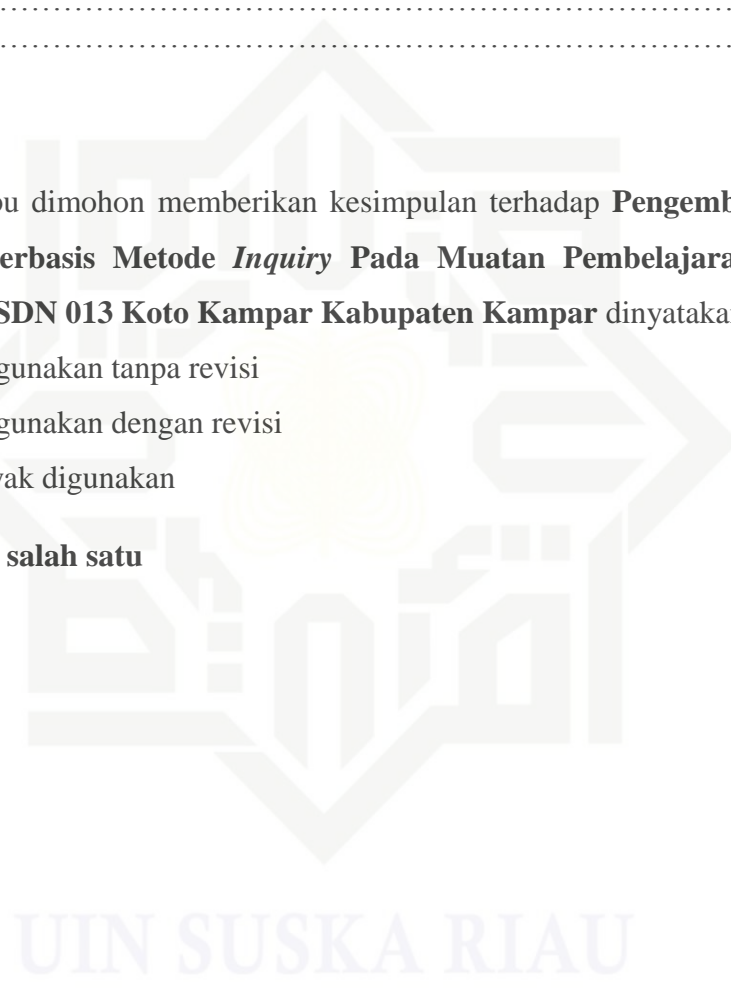 ........................................................................
........................................................................
dimohon memberikan kesimpulan terhadap Pengemb
erbasis Metode Inquiry Pada Muatan Pembelajara
SDN 013 Koto Kampar Kabupaten Kampar dinyatakan
gunakan tanpa revisi
gunakan dengan revisi
yak digunakan
salah satu
UIN SUSKA RIAU